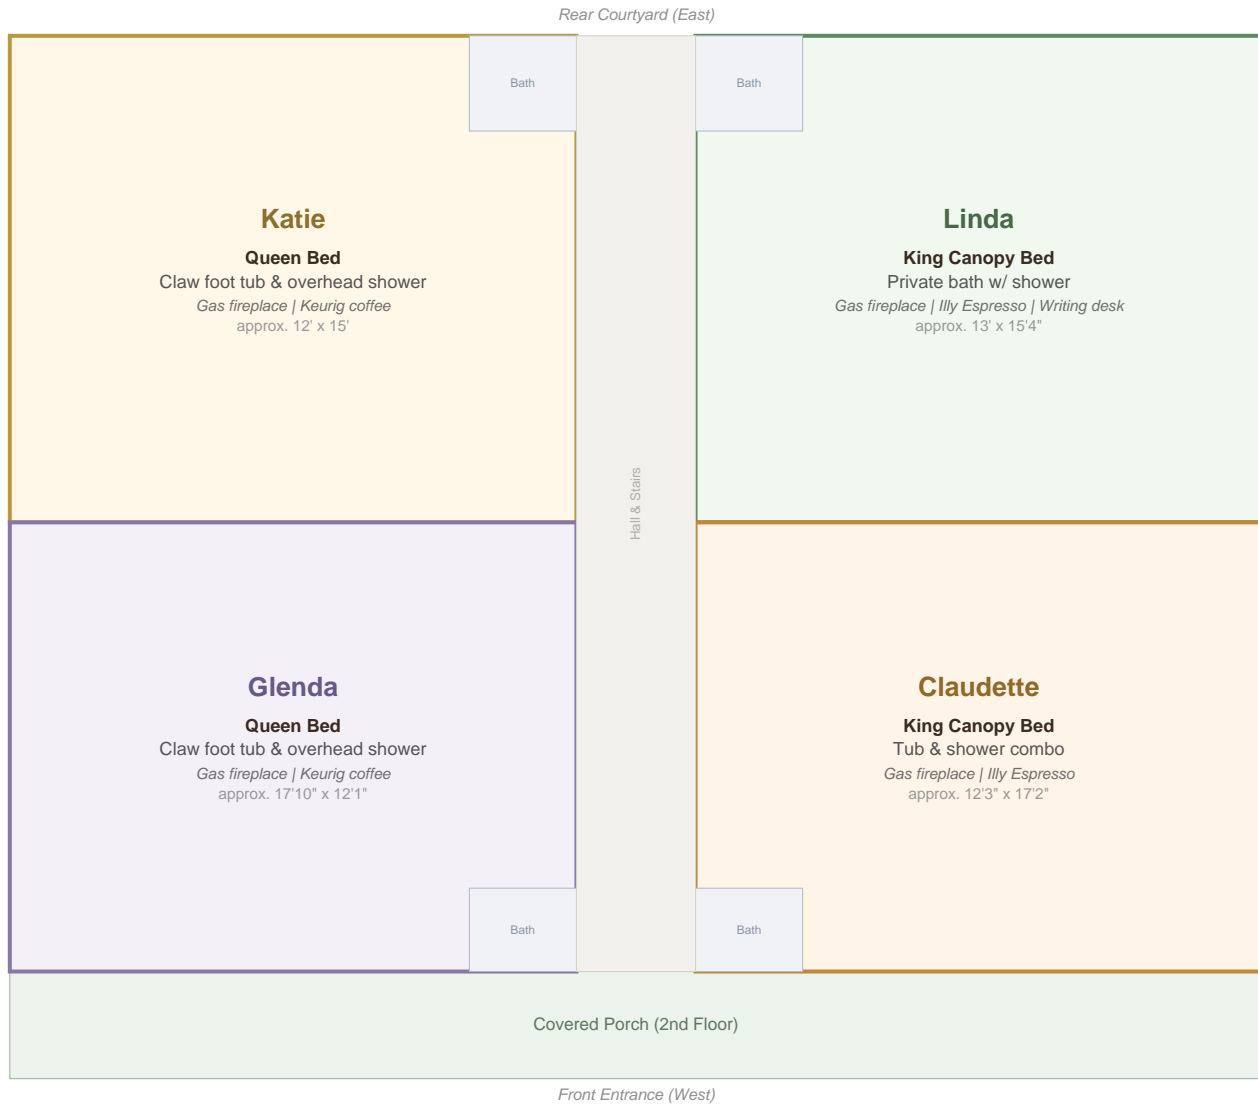 Rear Courtyard (East)
Bath
Bath
Katie
Queen Bed
Claw foot tub & overhead shower
Gas fireplace | Keurig coffee
approx. 12' x 15'
Linda
King Canopy Bed
Private bath w/ shower
Gas fireplace | Illy Espresso | Writing desk
approx. 13' x 15'4"
Hall & Stairs
Glenda
Queen Bed
Claw foot tub & overhead shower
Gas fireplace | Keurig coffee
approx. 17'10" x 12'1"
Claudette
King Canopy Bed
Tub & shower combo
Gas fireplace | Illy Espresso
approx. 12'3" x 17'2"
Bath
Bath
Covered Porch (2nd Floor)
Front Entrance (West)